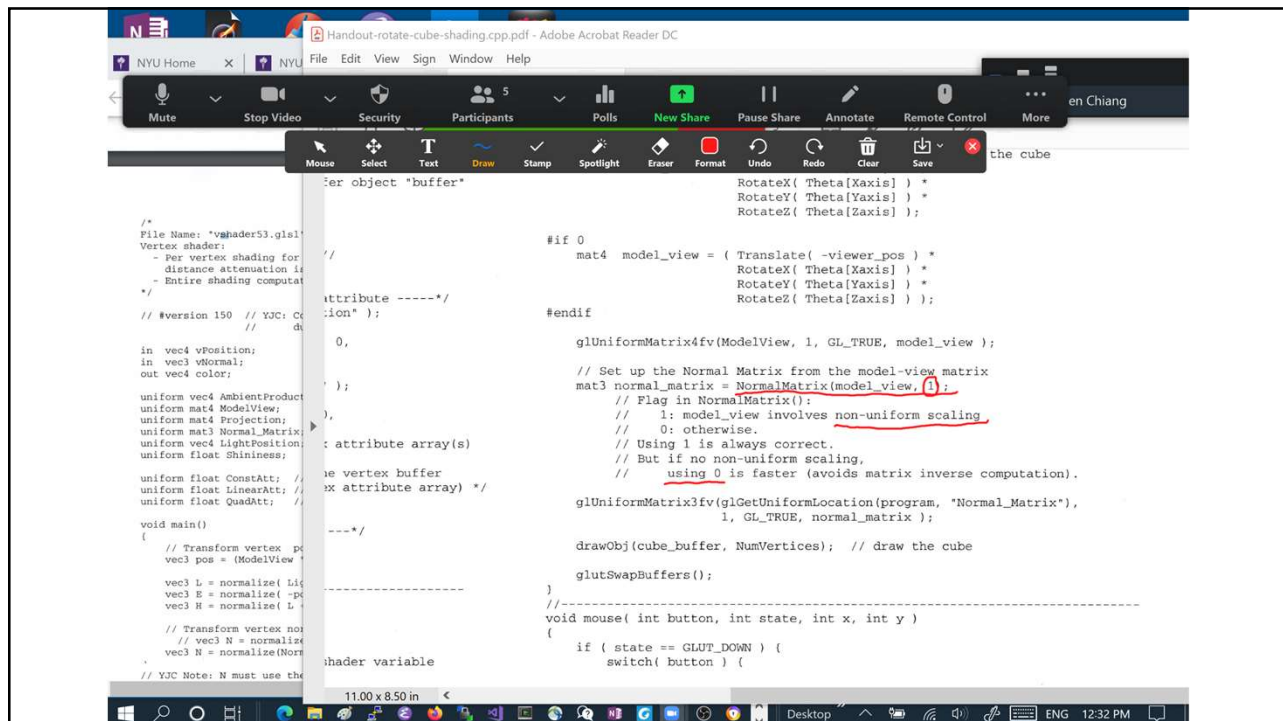 Handout-rotate-cube-shading.cpp.pdf - Adobe Acrobat Reader DC
NYU Home
NYU
File Edit View Sign Window Help
en Chiang
5
Mute
Stop Video
Security
Participants
Polls
New Share
Pause Share
Annotate
Remote Control
More
Mouse
Select
Text
Draw
Stamp
Spotlight
Eraser
Format
Undo
Redo
Clear
Save
/*
File Name: "vshader53.glsl"
Vertex shader:
- Per vertex shading for
distance attenuation i
- Entire shading computat
*/
// #version 150 // YJC: Co
// du
in vec4 vPosition;
in vec3 vNormal;
out vec4 color;
uniform vec4 AmbientProduct
uniform mat4 ModelView;
uniform mat4 Projection;
uniform mat3 Normal_Matrix
uniform vec4 LightPosition
uniform float Shininess;
uniform float ConstAtt; //
uniform float LinearAtt; //
uniform float QuadAtt; //
void main()
{
// Transform vertex po
vec3 pos = (ModelView *
vec3 L = normalize( Lig
vec3 E = normalize( -po
vec3 H = normalize( L
// Transform vertex nor
// vec3 N = normalize
vec3 N = normalize(Norm
// YJC Note: N must use the
fer object "buffer"
//
attribute -----*/
tion" );
0,
' );
),
x attribute array(s)
ne vertex buffer
ex attribute array) */
---*/
----------------------
shader variable
the cube
RotateX( Theta[Xaxis] ) *
RotateY( Theta[Yaxis] ) *
RotateZ( Theta[Zaxis] );
#if 0
mat4 model_view = ( Translate( -viewer_pos ) *
RotateX( Theta[Xaxis] ) *
RotateY( Theta[Yaxis] ) *
RotateZ( Theta[Zaxis] ) );
#endif
glUniformMatrix4fv(ModelView, 1, GL_TRUE, model_view );
// Set up the Normal Matrix from the model-view matrix
mat3 normal_matrix = NormalMatrix(model_view, 1);
// Flag in NormalMatrix():
// 1: model_view involves non-uniform scaling
// 0: otherwise.
// Using 1 is always correct.
// But if no non-uniform scaling,
// using 0 is faster (avoids matrix inverse computation).
glUniformMatrix3fv(glGetUniformLocation(program, "Normal_Matrix"),
1, GL_TRUE, normal_matrix );
drawObj(cube_buffer, NumVertices); // draw the cube
glutSwapBuffers();
}
//----------------------------------------------------------------------------
void mouse( int button, int state, int x, int y )
{
if ( state == GLUT_DOWN ) {
switch( button ) {
11.00 x 8.50 in
Desktop
ENG 12:32 PM